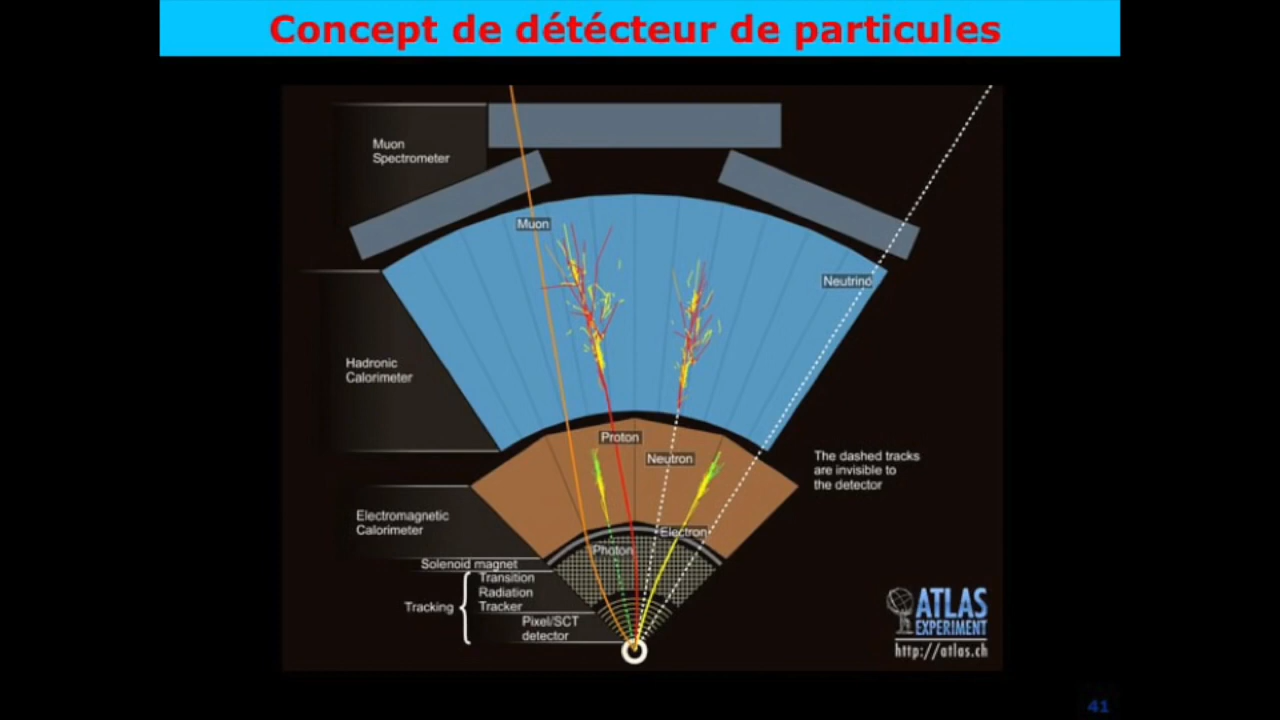 Concept de détécteur de particules
Muon
Spectrometer
Muon
Neutrino
Hadronic
Calorimeter
Proton
Neutron
The dashed tracks
are invisible to
the detector
Electromagnetic
Calorimeter
Electron
Photon
Solenoid magnet
Transition
Radiation
Tracker
Tracking
Pixel/SCT
detector
ATLAS
EXPERIMENT
http://atlas.ch
41